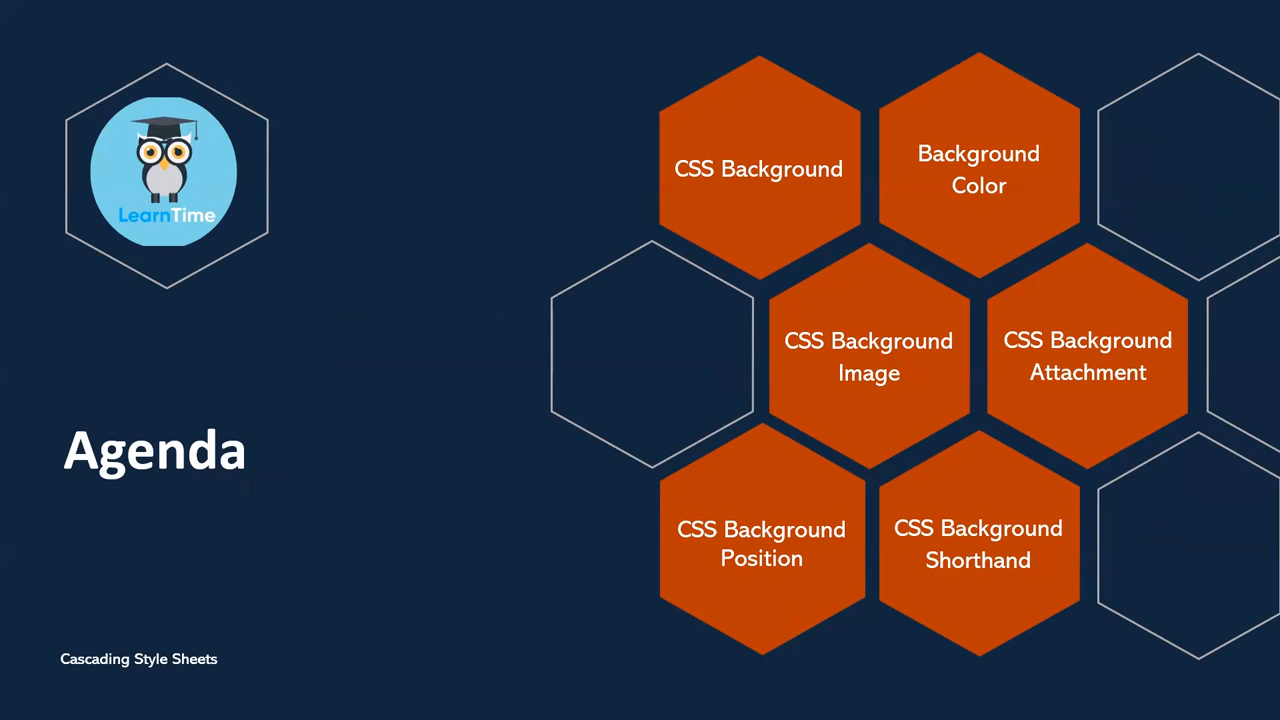 LearnTime
Agenda
Cascading Style Sheets
CSS Background
Background
Color
CSS Background
Image
CSS Background
Attachment
CSS Background
Position
CSS Background
Shorthand